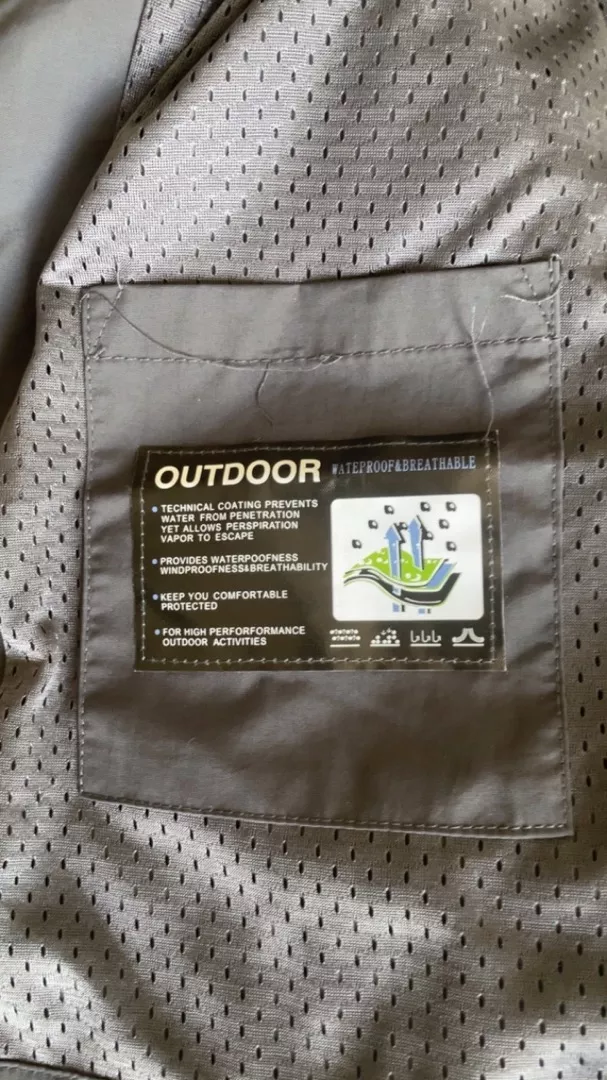 OUTDOOR WATEPROOF&BREATHABLE
TECHNICAL COATING PREVENTS
WATER FROM PENETRATION
YET ALLOWS PERSPIRATION
VAPOR TO ESCAPE
PROVIDES WATERPOOFNESS
WINDPROOFNESS&BREATHABILITY
KEEP YOU COMFORTABLE
PROTECTED
FOR HIGH PERFORFORMANCE
OUTDOOR ACTIVITIES